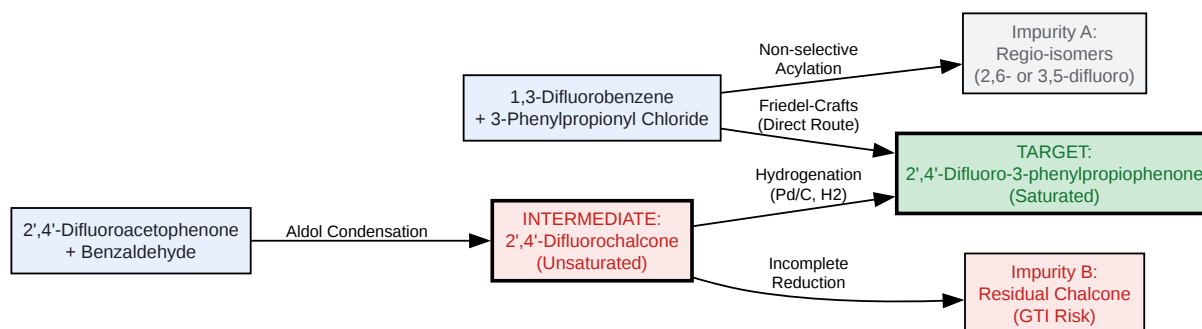 Impurity A:
Regio-isomers
(2,6- or 3,5-difluoro)
Non-selective
Acylation
1,3-Difluorobenzene
+ 3-Phenylpropionyl Chloride
Friedel-Crafts
(Direct Route)
TARGET:
2',4'-Difluoro-3-phenylpropiophenone
(Saturated)
Hydrogenation
(Pd/C, H2)
2',4'-Difluoroacetophenone
+ Benzaldehyde
Aldol Condensation
INTERMEDIATE:
2',4'-Difluorochalcone
(Unsaturated)
Incomplete
Reduction
Impurity B:
Residual Chalcone
(GTI Risk)